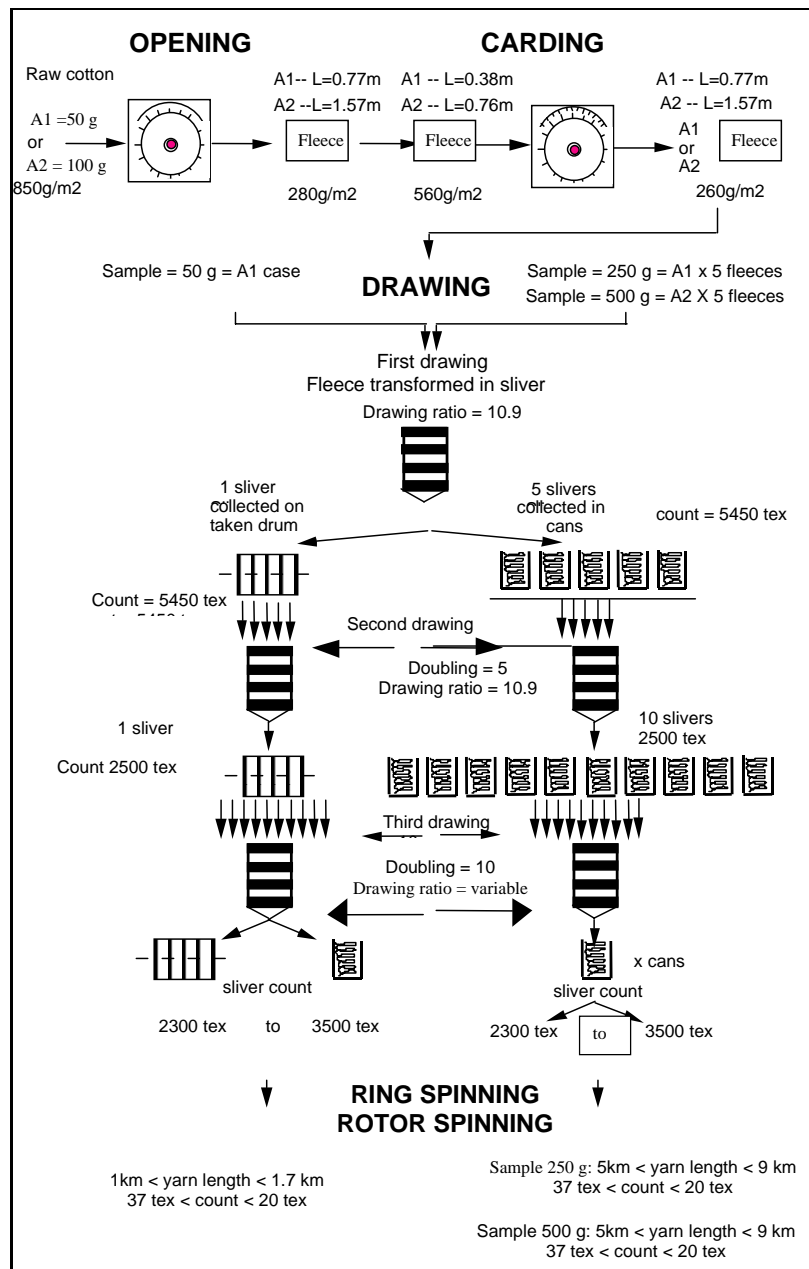 OPENING
CARDING
Raw cotton
A1 =50 g
or
A2 = 100 g
850g/m2
A1-- L=0.77m
A2 --L=1.57m
Fleece
280g/m2
A1 -- L=0.38m
A2 -- L=0.76m
Fleece
560g/m2
A1 -- L=0.77m
A2 -- L=1.57m
A1
or
A2
Fleece
260g/m2
Sample = 50 g = A1 case
DRAWING
Sample = 250 g = A1 x 5 fleeces
Sample = 500 g = A2 X 5 fleeces
First drawing
Fleece transformed in sliver
Drawing ratio = 10.9
1 sliver
collected on
taken drum
5 slivers
collected in
cans
count = 5450 tex
Count = 5450 tex
Second drawing
Doubling = 5
Drawing ratio = 10.9
1 sliver
Count 2500 tex
10 slivers
2500 tex
Third drawing
Doubling = 10
Drawing ratio = variable
sliver count
2300 tex to 3500 tex
x cans
sliver count
2300 tex to 3500 tex
RING SPINNING
ROTOR SPINNING
1km < yarn length < 1.7 km
37 tex < count < 20 tex
Sample 250 g: 5km < yarn length < 9 km
37 tex < count < 20 tex
Sample 500 g: 5km < yarn length < 9 km
37 tex < count < 20 tex